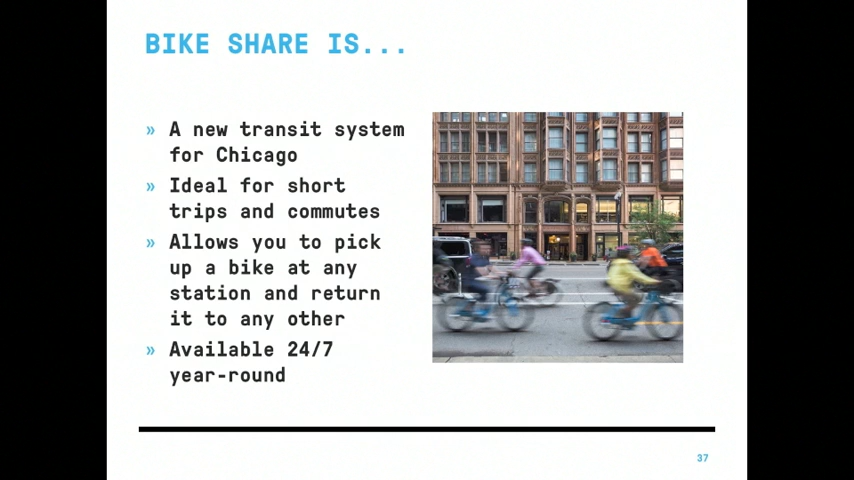 BIKE SHARE IS...
» A new transit system
for Chicago
» Ideal for short
trips and commutes
» Allows you to pick
up a bike at any
station and return
it to any other
» Available 24/7
year-round
37